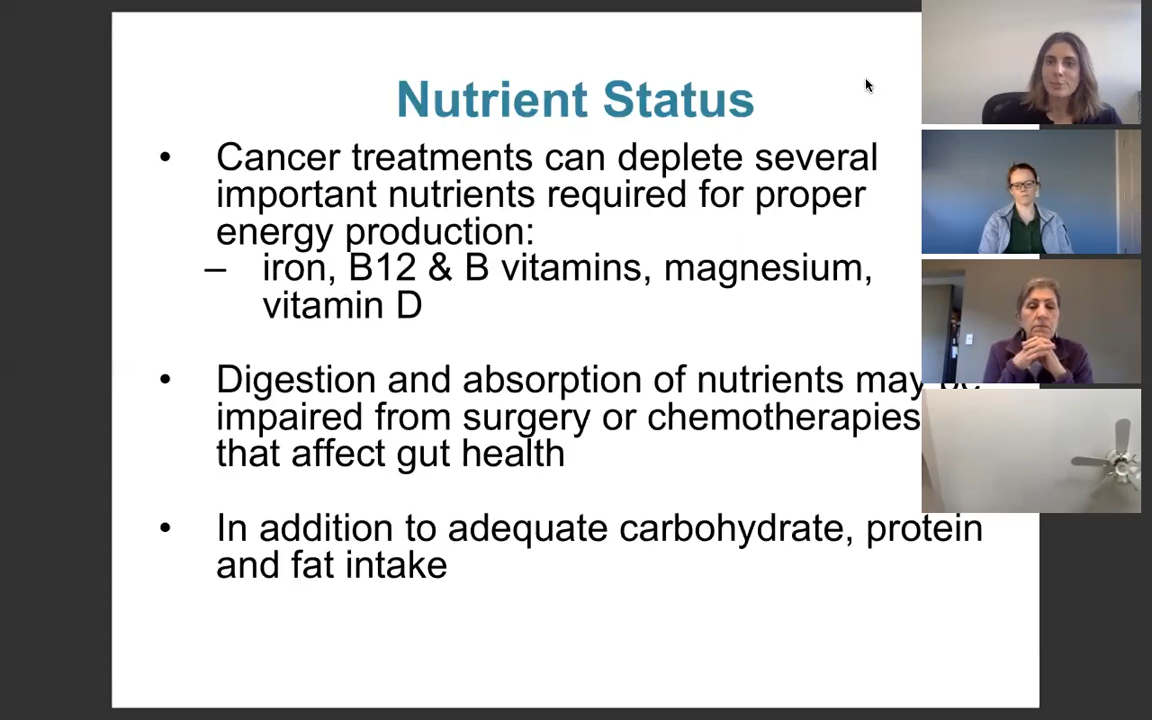 Nutrient Status
• Cancer treatments can deplete several
important nutrients required for proper
energy production:
– iron, B12 & B vitamins, magnesium,
vitamin D
• Digestion and absorption of nutrients may
impaired from surgery or chemotherapies
that affect gut health
• In addition to adequate carbohydrate, protein
and fat intake